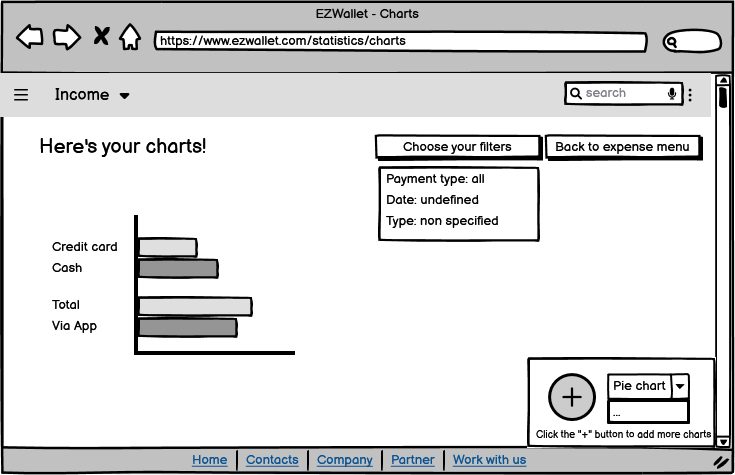 EZWallet - Charts
https://www.ezwallet.com/statistics/charts
Income
search
Here's your charts!
Choose your filters
Back to expense menu
Payment type: all
Date: undefined
Type: non specified
Credit card
Cash
Total
Via App
Pie chart
...
Click the "+" button to add more charts
Home
Contacts
Company
Partner
Work with us